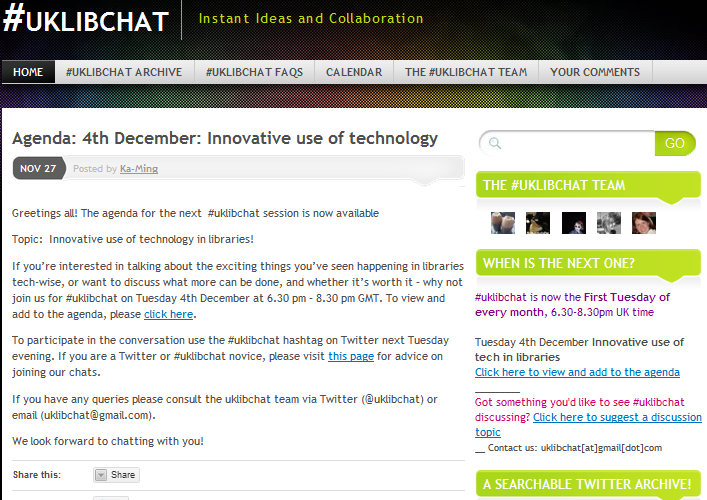 #UKLIBCHAT
Instant Ideas and Collaboration
HOME
#UKLIBCHAT ARCHIVE
#UKLIBCHAT FAQS
CALENDAR
THE #UKLIBCHAT TEAM
YOUR COMMENTS
Agenda: 4th December: Innovative use of technology
NOV 27
Posted by Ka-Ming
Greetings all! The agenda for the next  #uklibchat session is now available
Topic:  Innovative use of technology in libraries!
If you're interested in talking about the exciting things you've seen happening in libraries
tech-wise, or want to discuss what more can be done, and whether it's worth it - why not
join us for #uklibchat on Tuesday 4th December at 6.30 pm - 8.30 pm GMT. To view and
add to the agenda, please click here.
To participate in the conversation use the #uklibchat hashtag on Twitter next Tuesday
evening. If you are a Twitter or #uklibchat novice, please visit this page for advice on
joining our chats.
If you have any queries please consult the uklibchat team via Twitter (@uklibchat) or
email (uklibchat@gmail.com).
We look forward to chatting with you!
Share this:
Share
GO
THE #UKLIBCHAT TEAM
WHEN IS THE NEXT ONE?
#uklibchat is now the First Tuesday of
every month, 6.30-8.30pm UK time
Tuesday 4th December Innovative use of
tech in libraries
Click here to view and add to the agenda
Got something you'd like to see #uklibchat
discussing? Click here to suggest a discussion
topic
__ Contact us: uklibchat[at]gmail[dot]com
A SEARCHABLE TWITTER ARCHIVE!